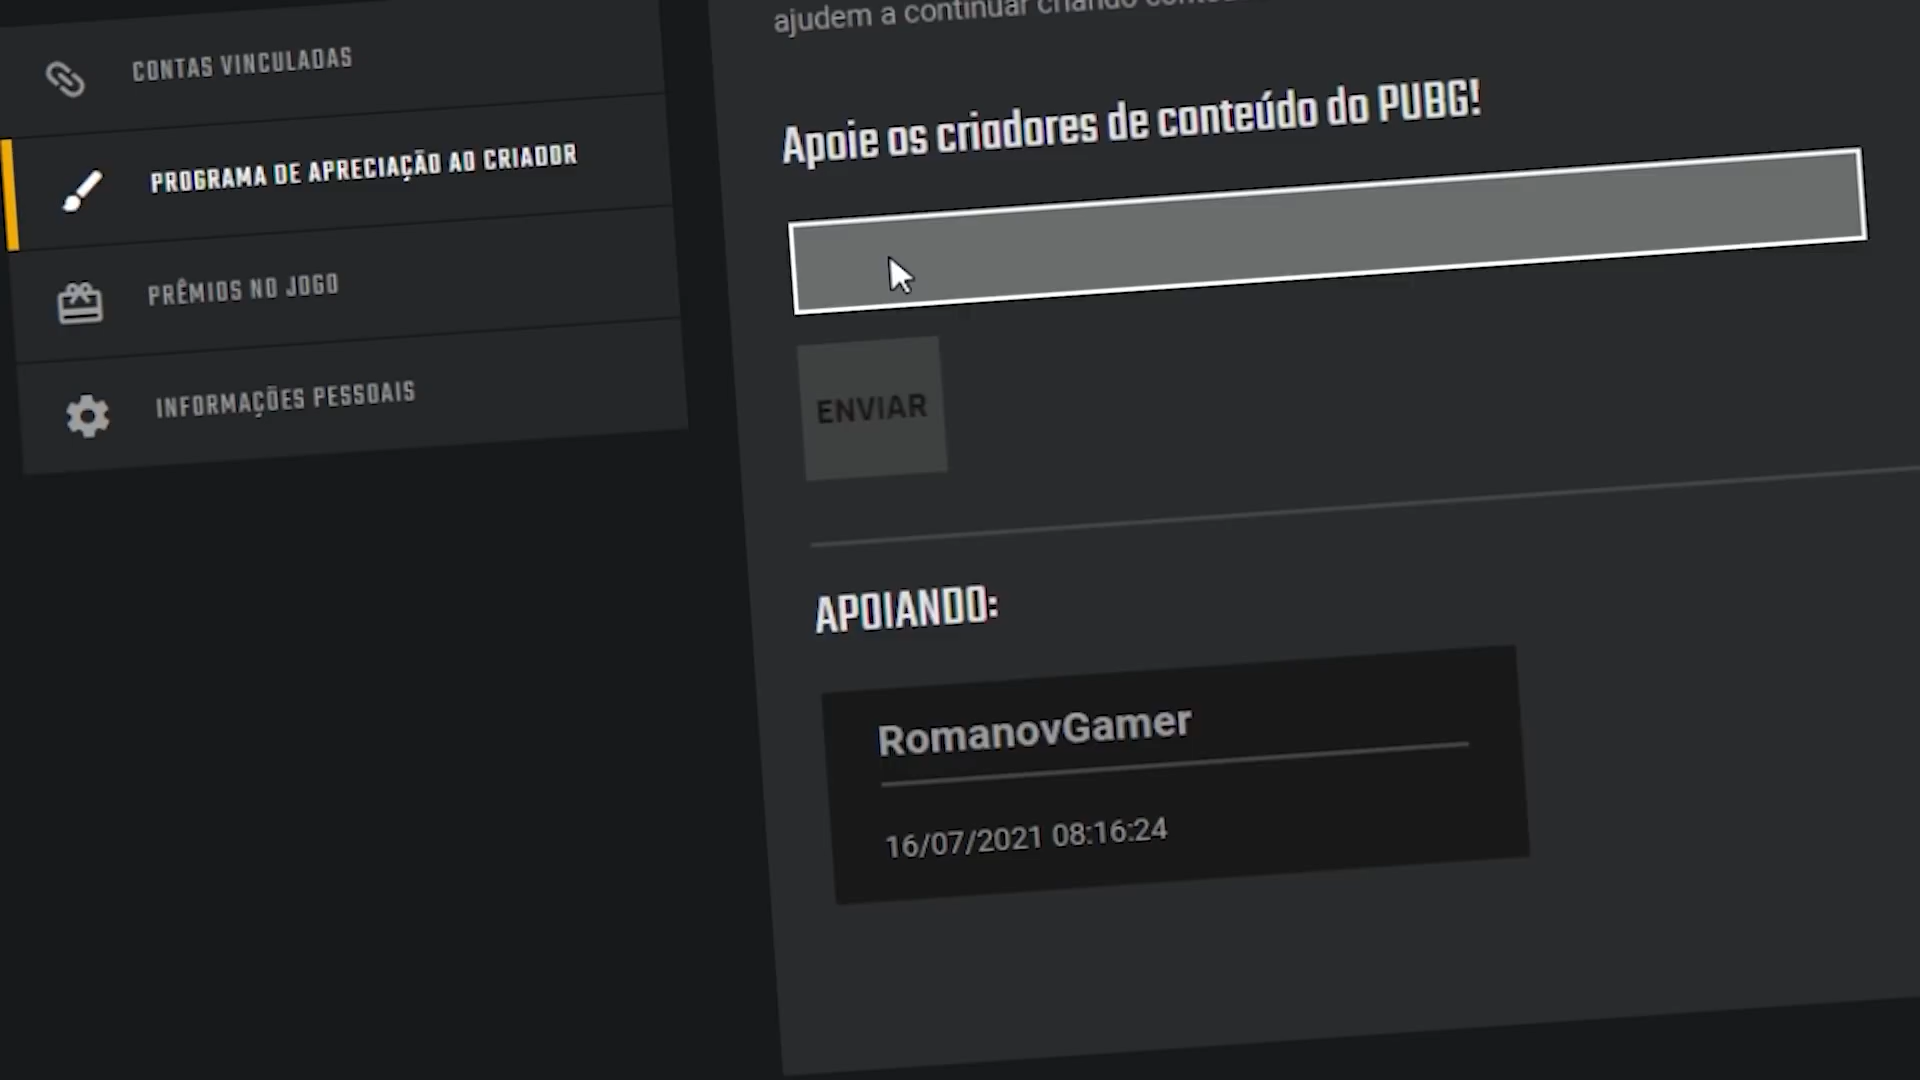 ajudem a continuar criando
CONTAS VINCULADAS
PROGRAMA DE APRECIAÇÃO AO CRIADOR
PRÊMIOS NO JOGO
INFORMAÇÕES PESSOAIS
Apoie os criadores de conteúdo do PUBG!
ENVIAR
APOIANDO:
RomanovGamer
16/07/2021 08:16:24